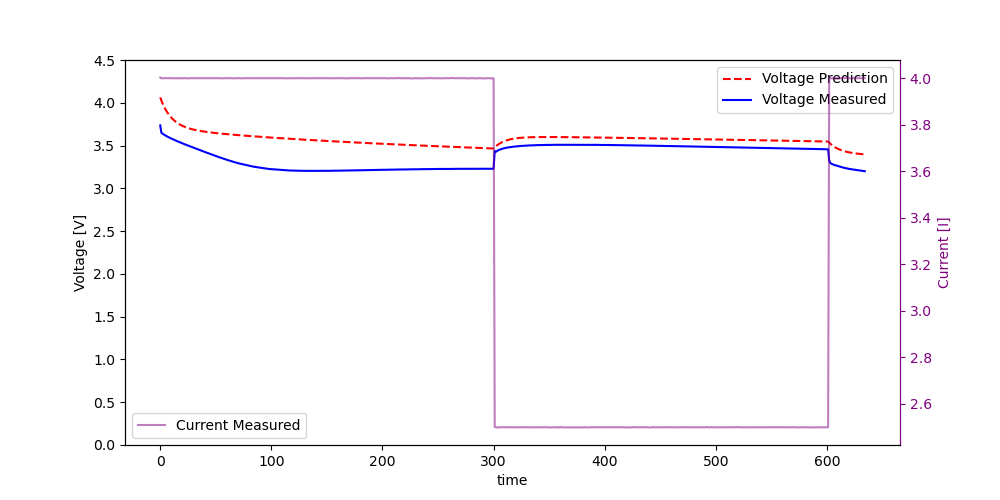 4.5
4.0
3.5
3.0
2.5
2.0
1.5
1.0
0.5
0.0
Voltage [V]
Voltage Prediction
Voltage Measured
Current Measured
4.0
3.8
3.6
3.4
3.2
3.0
2.8
2.6
Current [I]
0 100 200 300 400 500 600
time